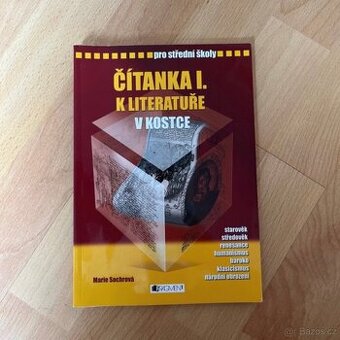 pro střední školy
ČÍTANKA I.
K LITERATUŘE
V KOSTCE
starověk
středověk
renesance
humanismus
baroko
klasicismus
národní obrození
Marie Sochrová
FRAGMENT